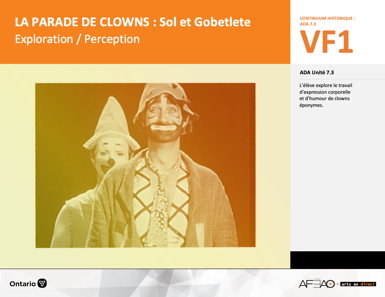 LA PARADE DE CLOWNS : Sol et Gobetlete
Exploration / Perception
CONTINUUM HISTORIQUE :
ADA 7.3
VF1
ADA Unité 7.3
L'élève explore le travail
d'expression corporelle
et d'humour de clowns
éponymes.
Ontario
AFEAO
arts en direct